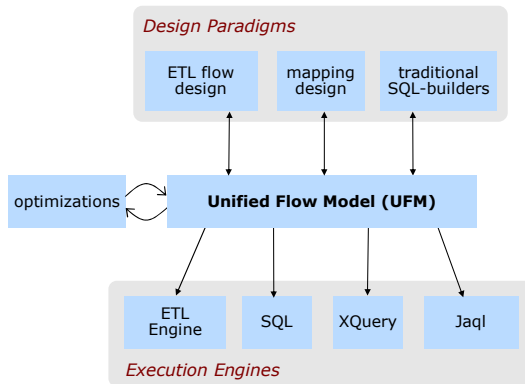 Design Paradigms
ETL flow
design
mapping
design
traditional
SQL-builders
optimizations
Unified Flow Model (UFM)
ETL
Engine
SQL
XQuery
Jaql
Execution Engines